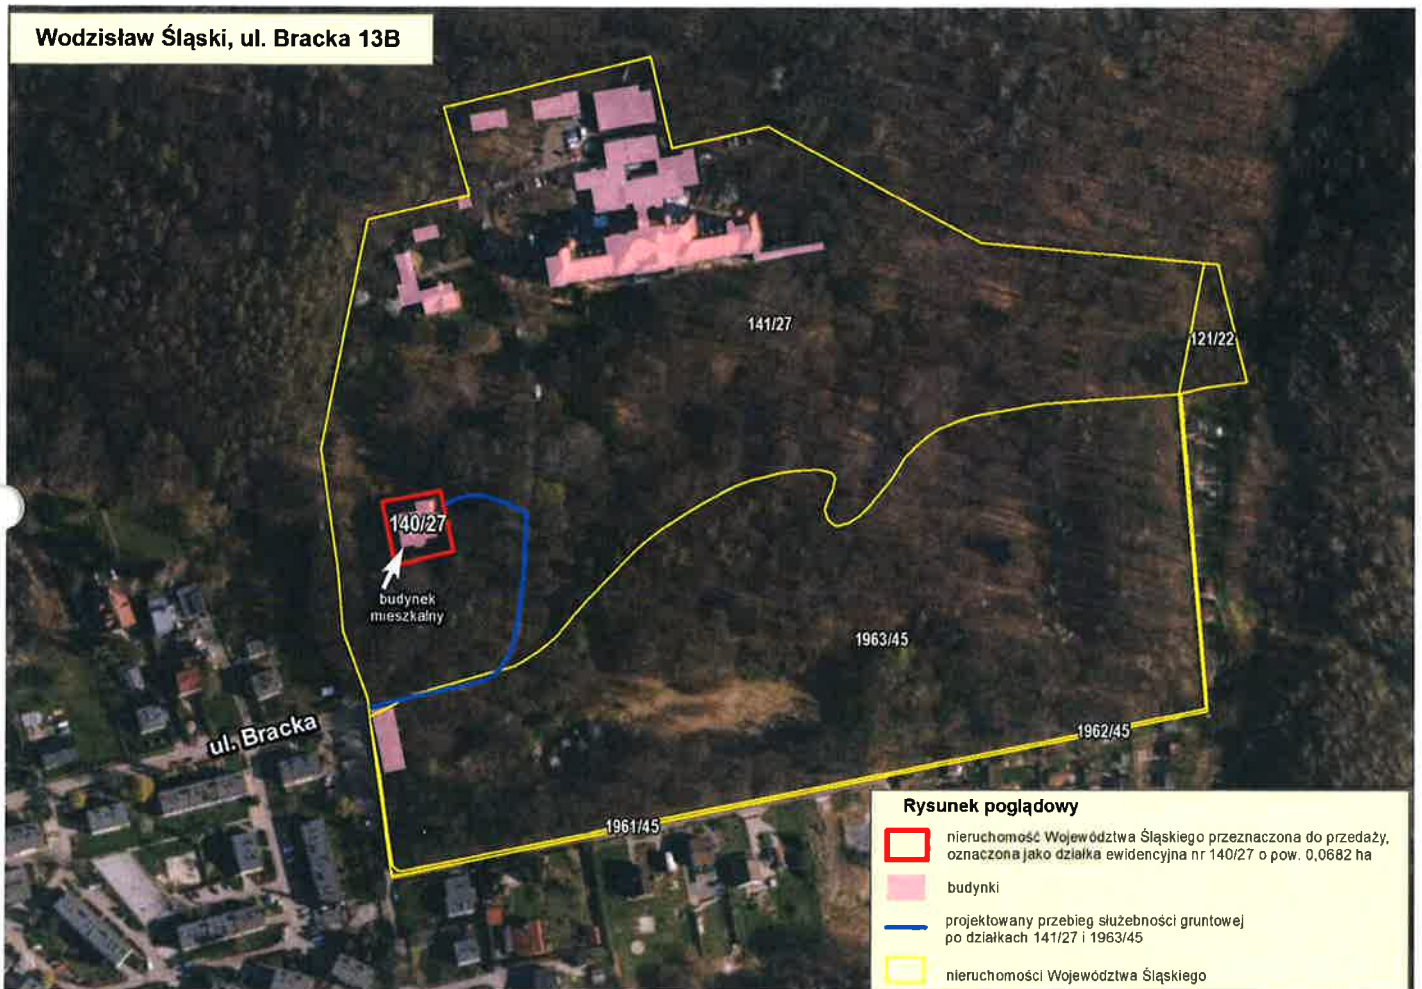 Wodzisław Śląski, ul. Bracka 13B
141/27
121/22
140/27
budynek
mieszkalny
1963/45
ul. Bracka
1962/45
1961/45
Rysunek poglądowy
nieruchomość Województwa Śląskiego przeznaczona do przedaży,
oznaczona jako działka ewidencyjna nr 140/27 o pow. 0,0682 ha
budynki
projektowany przebieg służebności gruntowej
po działkach 141/27 i 1963/45
nieruchomości Województwa Śląskiego